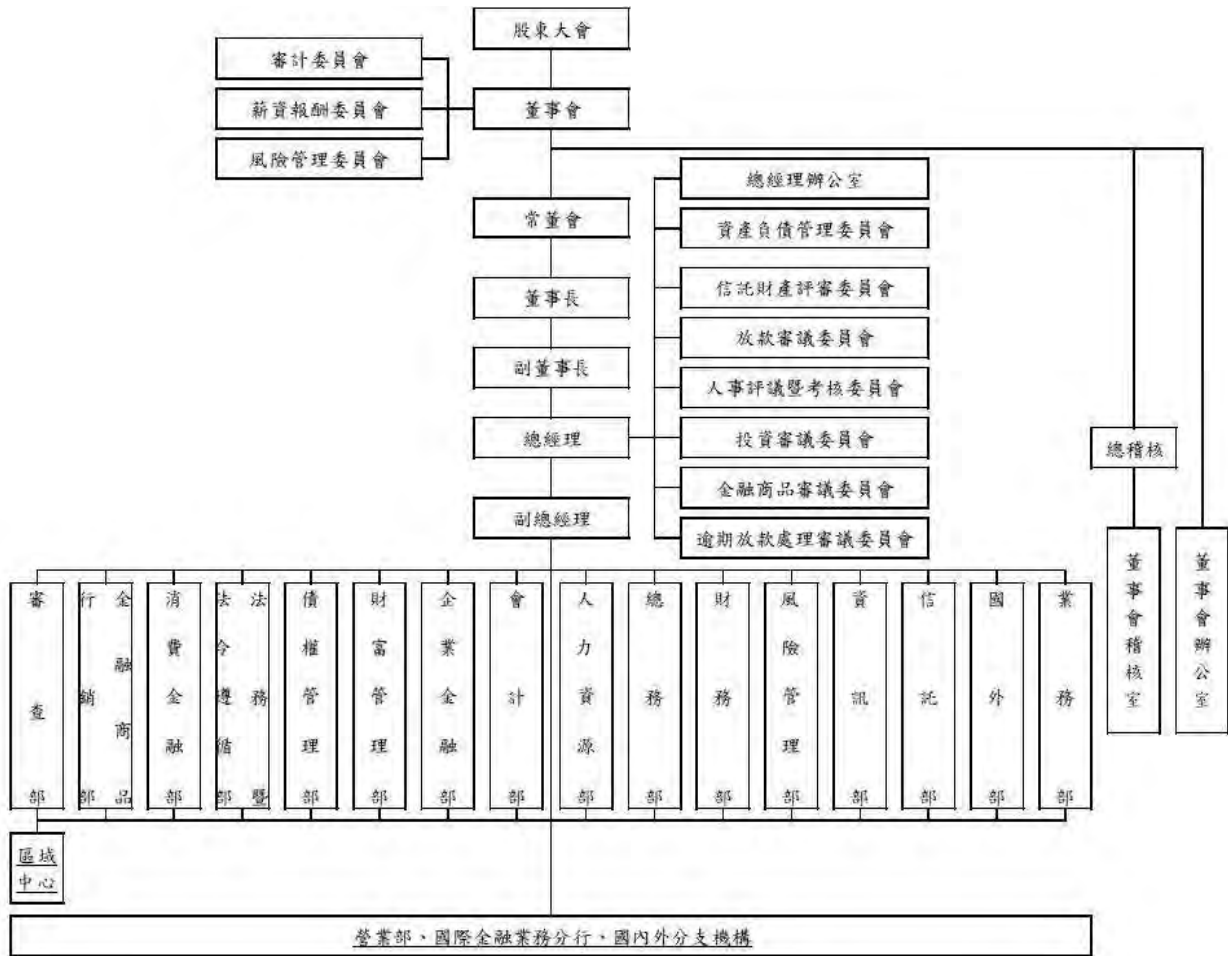 股東大會
審計委員會
薪資報酬委員會
董事會
風險管理委員會
總經理辦公室
常董會
資產負債管理委員會
董事長
信託財產評審委員會
放款審議委員會
副董事長
人事評議暨考核委員會
總經理
投資審議委員會
總稽核
金融商品審議委員會
副總經理
逾期放款處理審議委員會
董事會稽核室
董事會辦公室
審查部
金融商品
行銷部
消費金融部
法務暨
法令遵循部
債權管理部
財富管理部
企業金融部
會計部
人力資源部
總務部
財務部
風險管理部
資訊部
信託部
國外部
業務部
區域
中心
營業部、國際金融業務分行、國內外分支機構